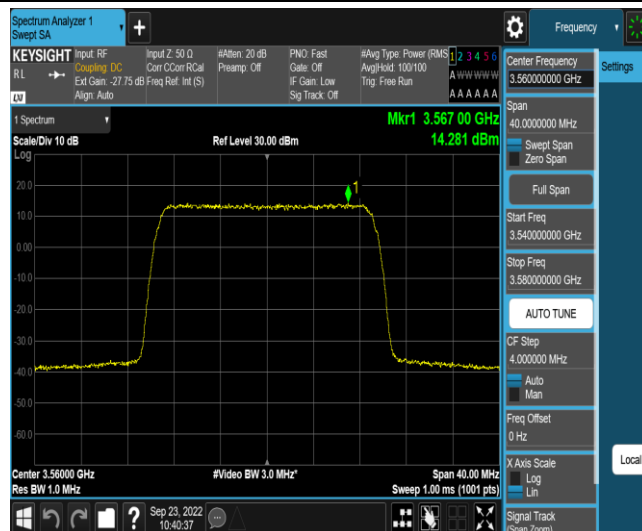 Spectrum Analyzer 1
Swept SA
+
Frequency
KEYSIGHT
RL
LXI
Input: RF
Coupling: DC
Ext Gain: -27.75 dB
Align: Auto
Input Z: 50 Ω
Corr CCorr RCal
Freq Ref: Int (S)
#Atten: 20 dB
Preamp: Off
PNO: Fast
Gate: Off
IF Gain: Low
Sig Track: Off
#Avg Type: Power (RMS
Avg|Hold: 100/100
Trig: Free Run
1 2 3 4 5 6
A W W W W W
A A A A A A
1 Spectrum
Scale/Div 10 dB
Ref Level 30.00 dBm
Mkr1 3.567 00 GHz
14.281 dBm
Log
20.0
10.0
0.00
-10.0
-20.0
-30.0
-40.0
-50.0
-60.0
1
Center 3.56000 GHz
Res BW 1.0 MHz
#Video BW 3.0 MHz*
Span 40.00 MHz
Sweep 1.00 ms (1001 pts)
Sep 23, 2022
10:40:37
?
Center Frequency
3.560000000 GHz
Span
40.0000000 MHz
Swept Span
Zero Span
Full Span
Start Freq
3.540000000 GHz
Stop Freq
3.580000000 GHz
AUTO TUNE
CF Step
4.000000 MHz
Auto
Man
Freq Offset
0 Hz
X Axis Scale
Log
Lin
Signal Track
(Span Zoom)
Settings
Local